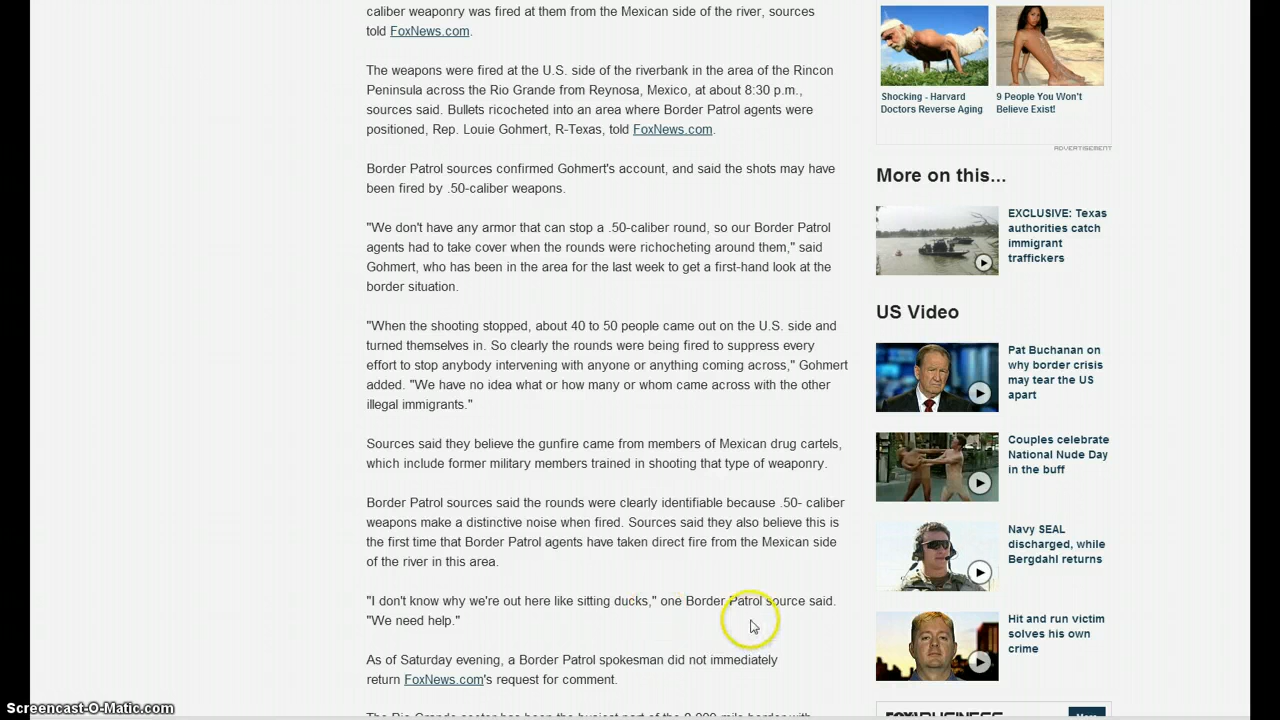 caliber weaponry was fired at them from the Mexican side of the river, sources
told FoxNews.com.
The weapons were fired at the U.S. side of the riverbank in the area of the Rincon
Peninsula across the Rio Grande from Reynosa, Mexico, at about 8:30 p.m.,
sources said. Bullets ricocheted into an area where Border Patrol agents were
positioned, Rep. Louie Gohmert, R-Texas, told FoxNews.com.
Border Patrol sources confirmed Gohmert's account, and said the shots may have
been fired by .50-caliber weapons.
"We don't have any armor that can stop a .50-caliber round, so our Border Patrol
agents had to take cover when the rounds were richocheting around them," said
Gohmert, who has been in the area for the last week to get a first-hand look at the
border situation.
"When the shooting stopped, about 40 to 50 people came out on the U.S. side and
turned themselves in. So clearly the rounds were being fired to suppress every
effort to stop anybody intervening with anyone or anything coming across," Gohmert
added. "We have no idea what or how many or whom came across with the other
illegal immigrants."
Sources said they believe the gunfire came from members of Mexican drug cartels,
which include former military members trained in shooting that type of weaponry.
Border Patrol sources said the rounds were clearly identifiable because .50- caliber
weapons make a distinctive noise when fired. Sources said they also believe this is
the first time that Border Patrol agents have taken direct fire from the Mexican side
of the river in this area.
"I don't know why we're out here like sitting ducks," one Border Patrol source said.
"We need help."
As of Saturday evening, a Border Patrol spokesman did not immediately
return FoxNews.com's request for comment.
Shocking - Harvard
Doctors Reverse Aging
9 People You Won't
Believe Exist!
ADVERTISEMENT
More on this...
EXCLUSIVE: Texas
authorities catch
immigrant
traffickers
US Video
Pat Buchanan on
why border crisis
may tear the US
apart
Couples celebrate
National Nude Day
in the buff
Navy SEAL
discharged, while
Bergdahl returns
Hit and run victim
solves his own
crime
Screencast-O-Matic.com